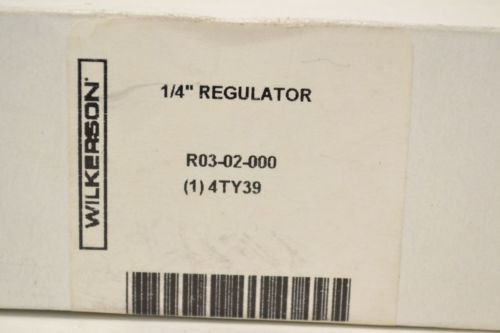 WILKERSON
1/4" REGULATOR
R03-02-000
(1) 4TY39